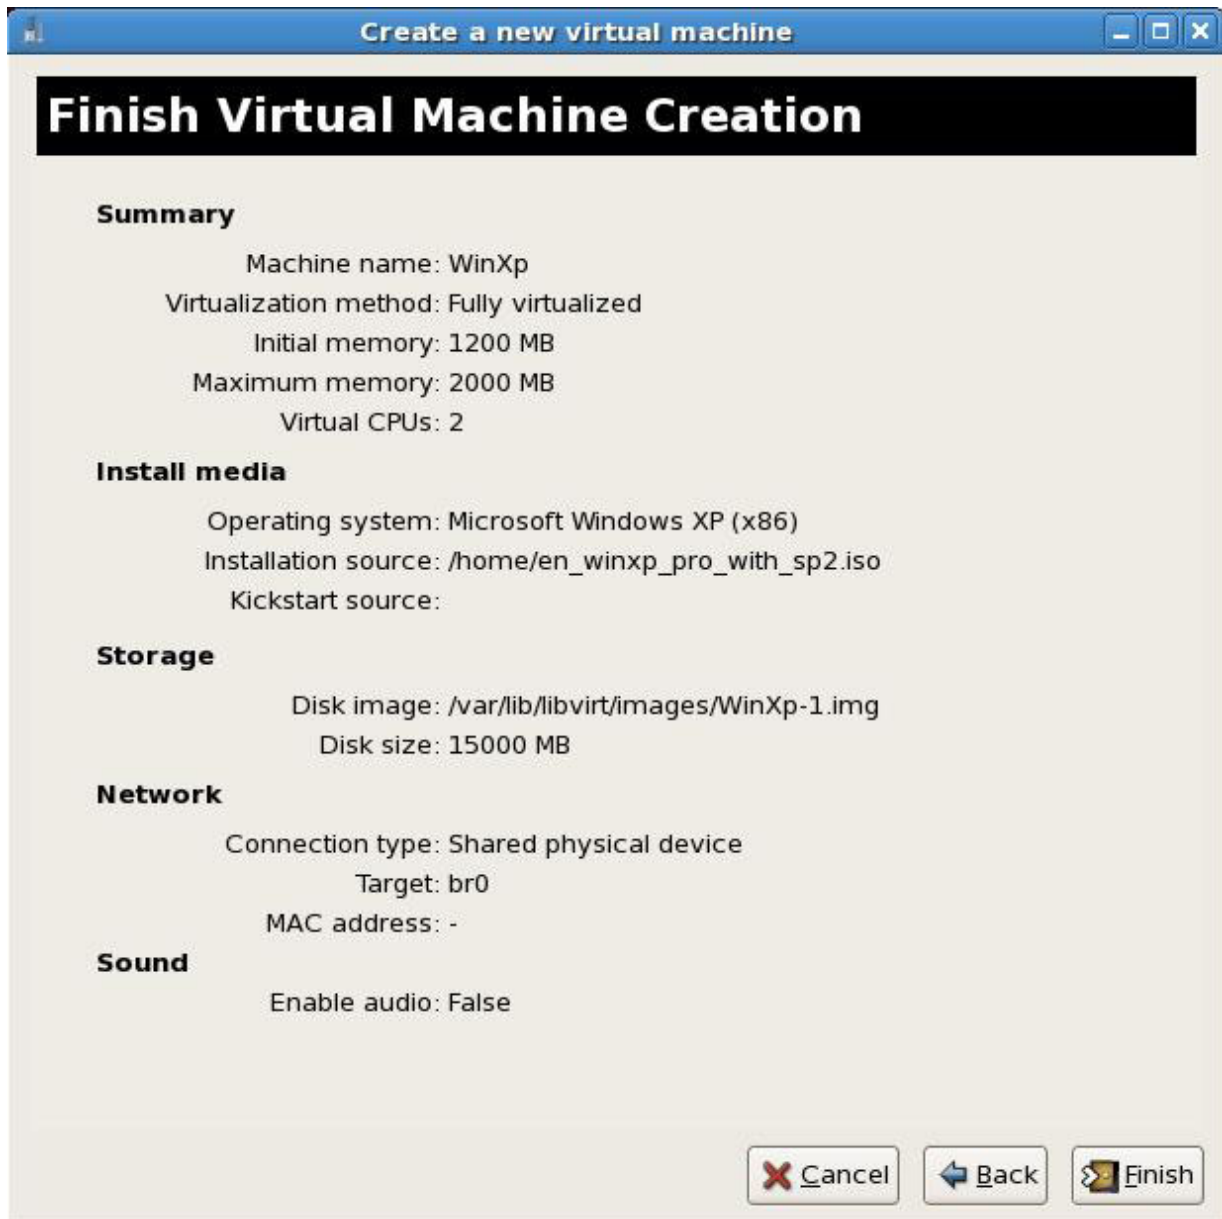 Create a new virtual machine
Finish Virtual Machine Creation
Summary
Machine name: WinXp
Virtualization method: Fully virtualized
Initial memory: 1200 MB
Maximum memory: 2000 MB
Virtual CPUs: 2
Install media
Operating system: Microsoft Windows XP (x86)
Installation source: /home/en_winxp_pro_with_sp2.iso
Kickstart source:
Storage
Disk image: /var/lib/libvirt/images/WinXp-1.img
Disk size: 15000 MB
Network
Connection type: Shared physical device
Target: br0
MAC address: -
Sound
Enable audio: False
Cancel Back Finish